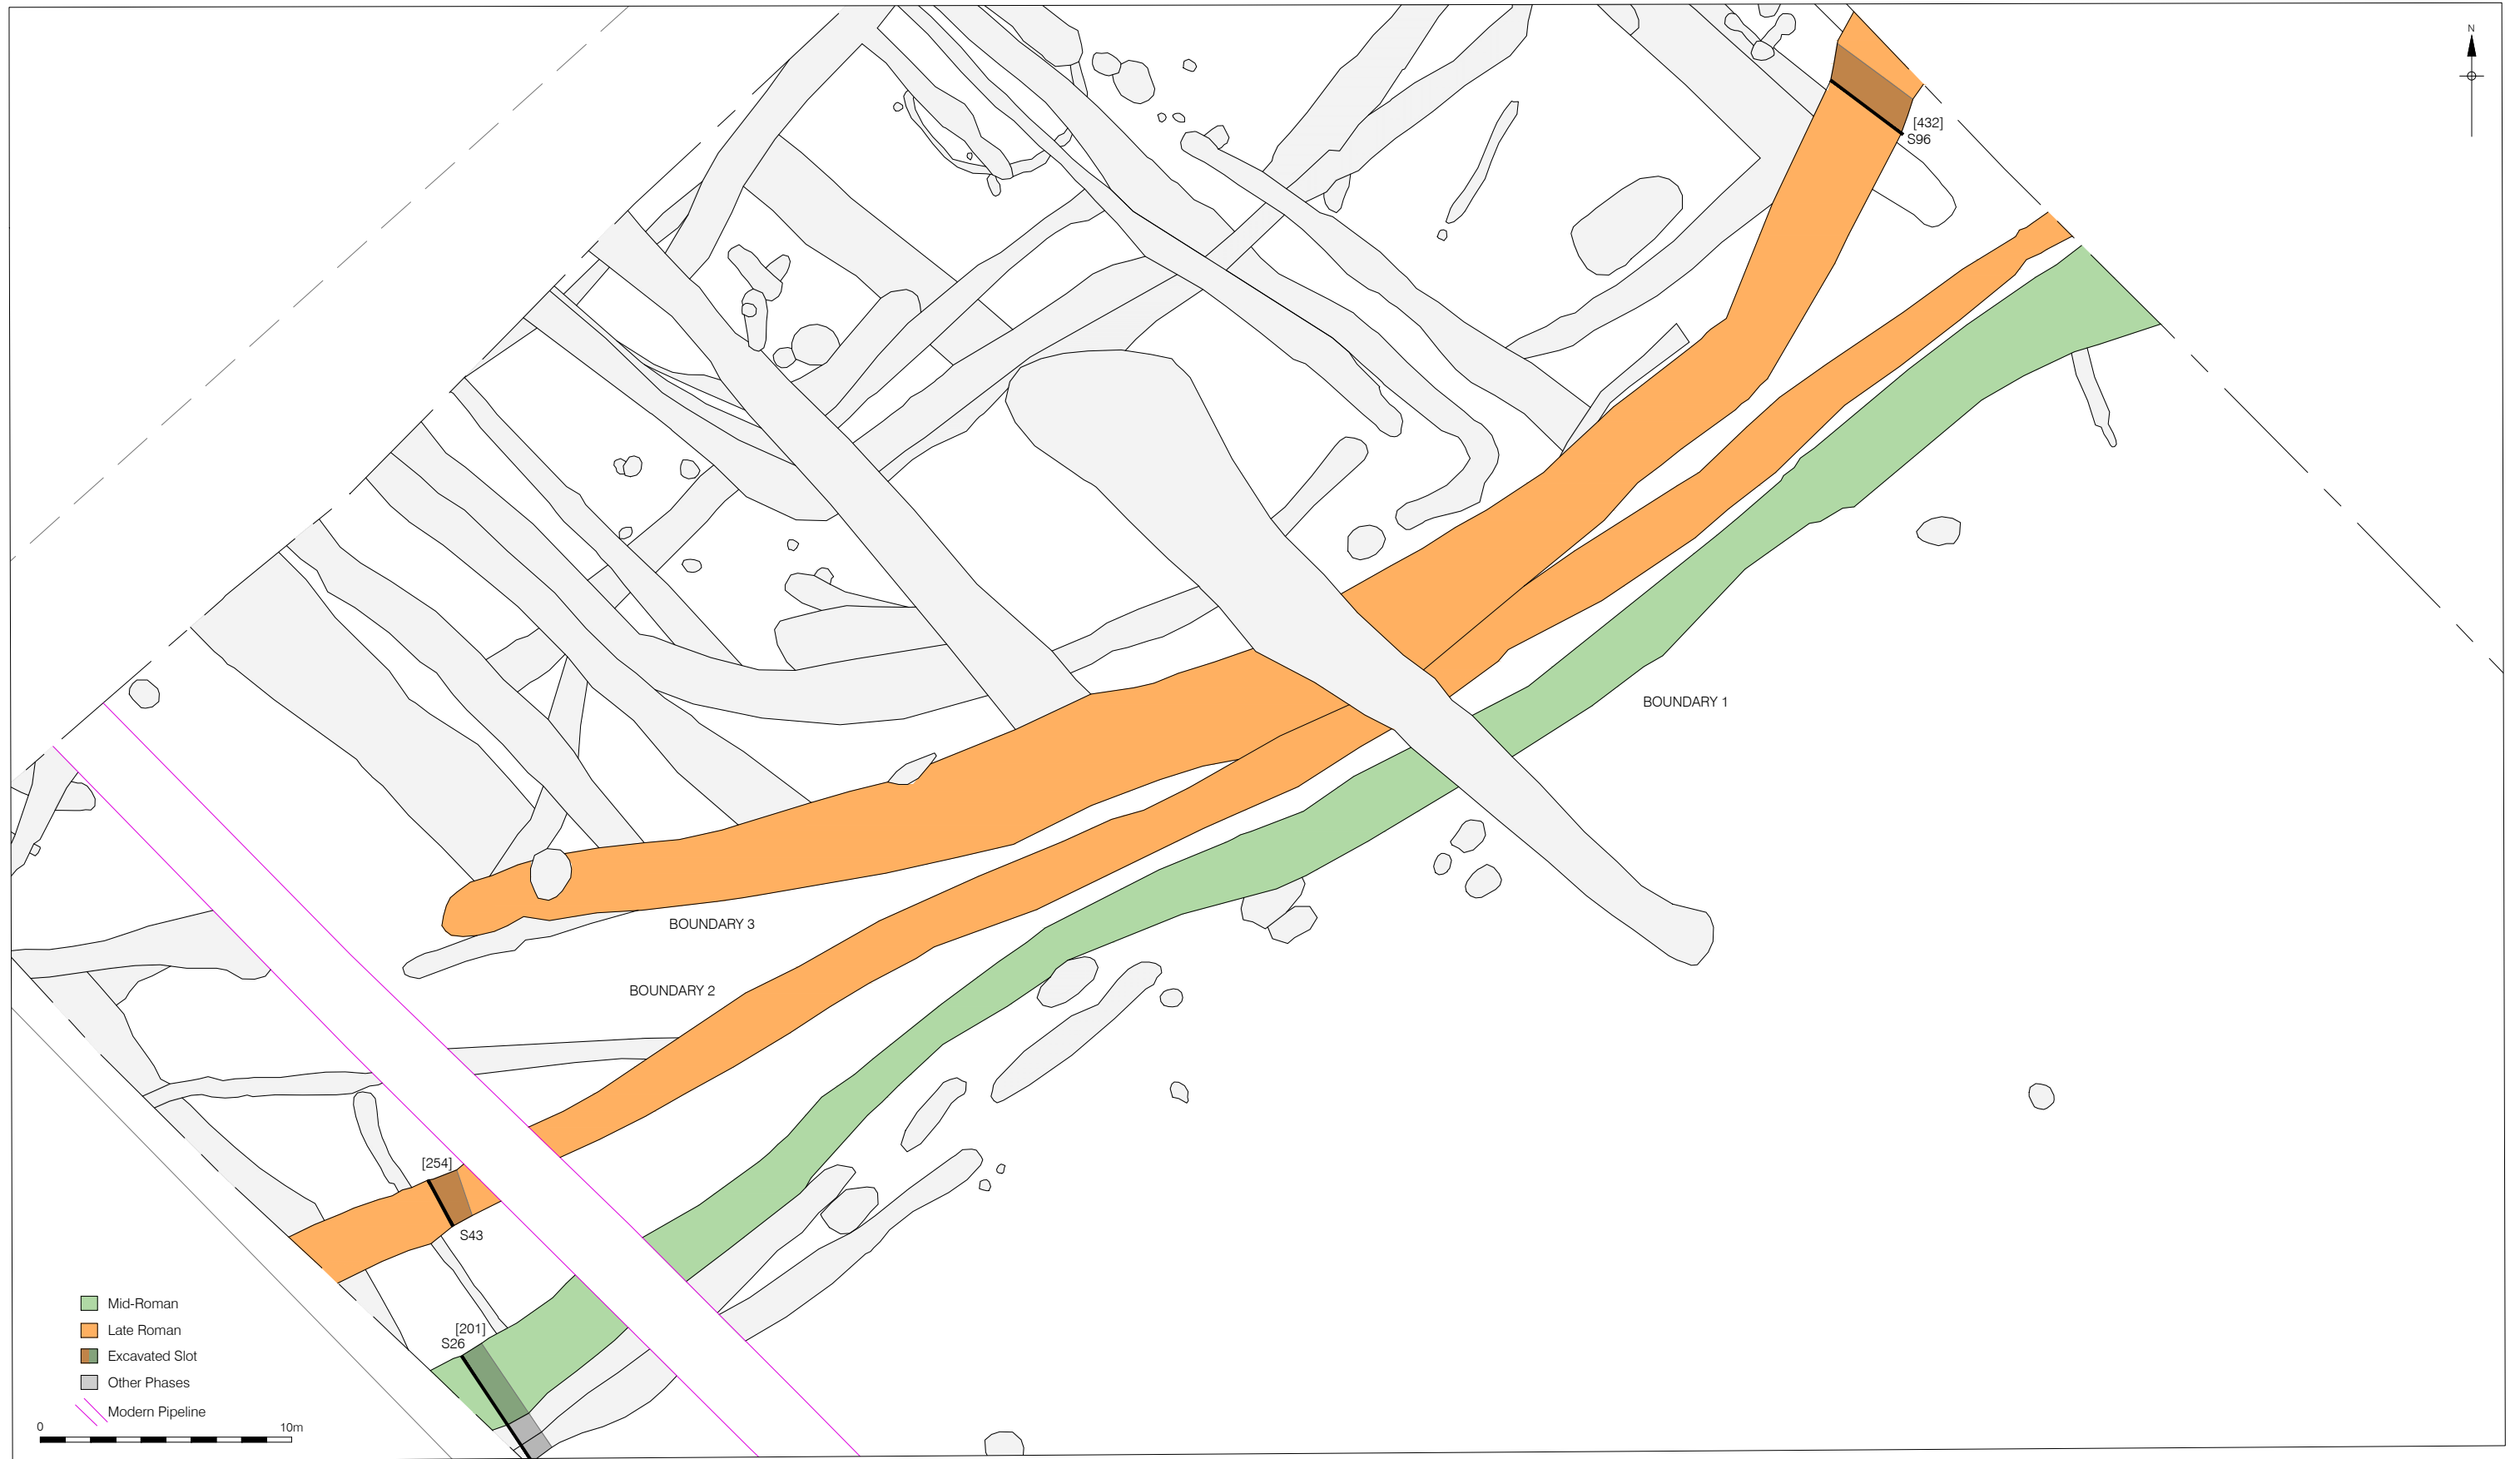 N
[432]
S96
BOUNDARY 1
BOUNDARY 3
BOUNDARY 2
[254]
S43
[201]
S26
Mid-Roman
Late Roman
Excavated Slot
Other Phases
Modern Pipeline
0 10m